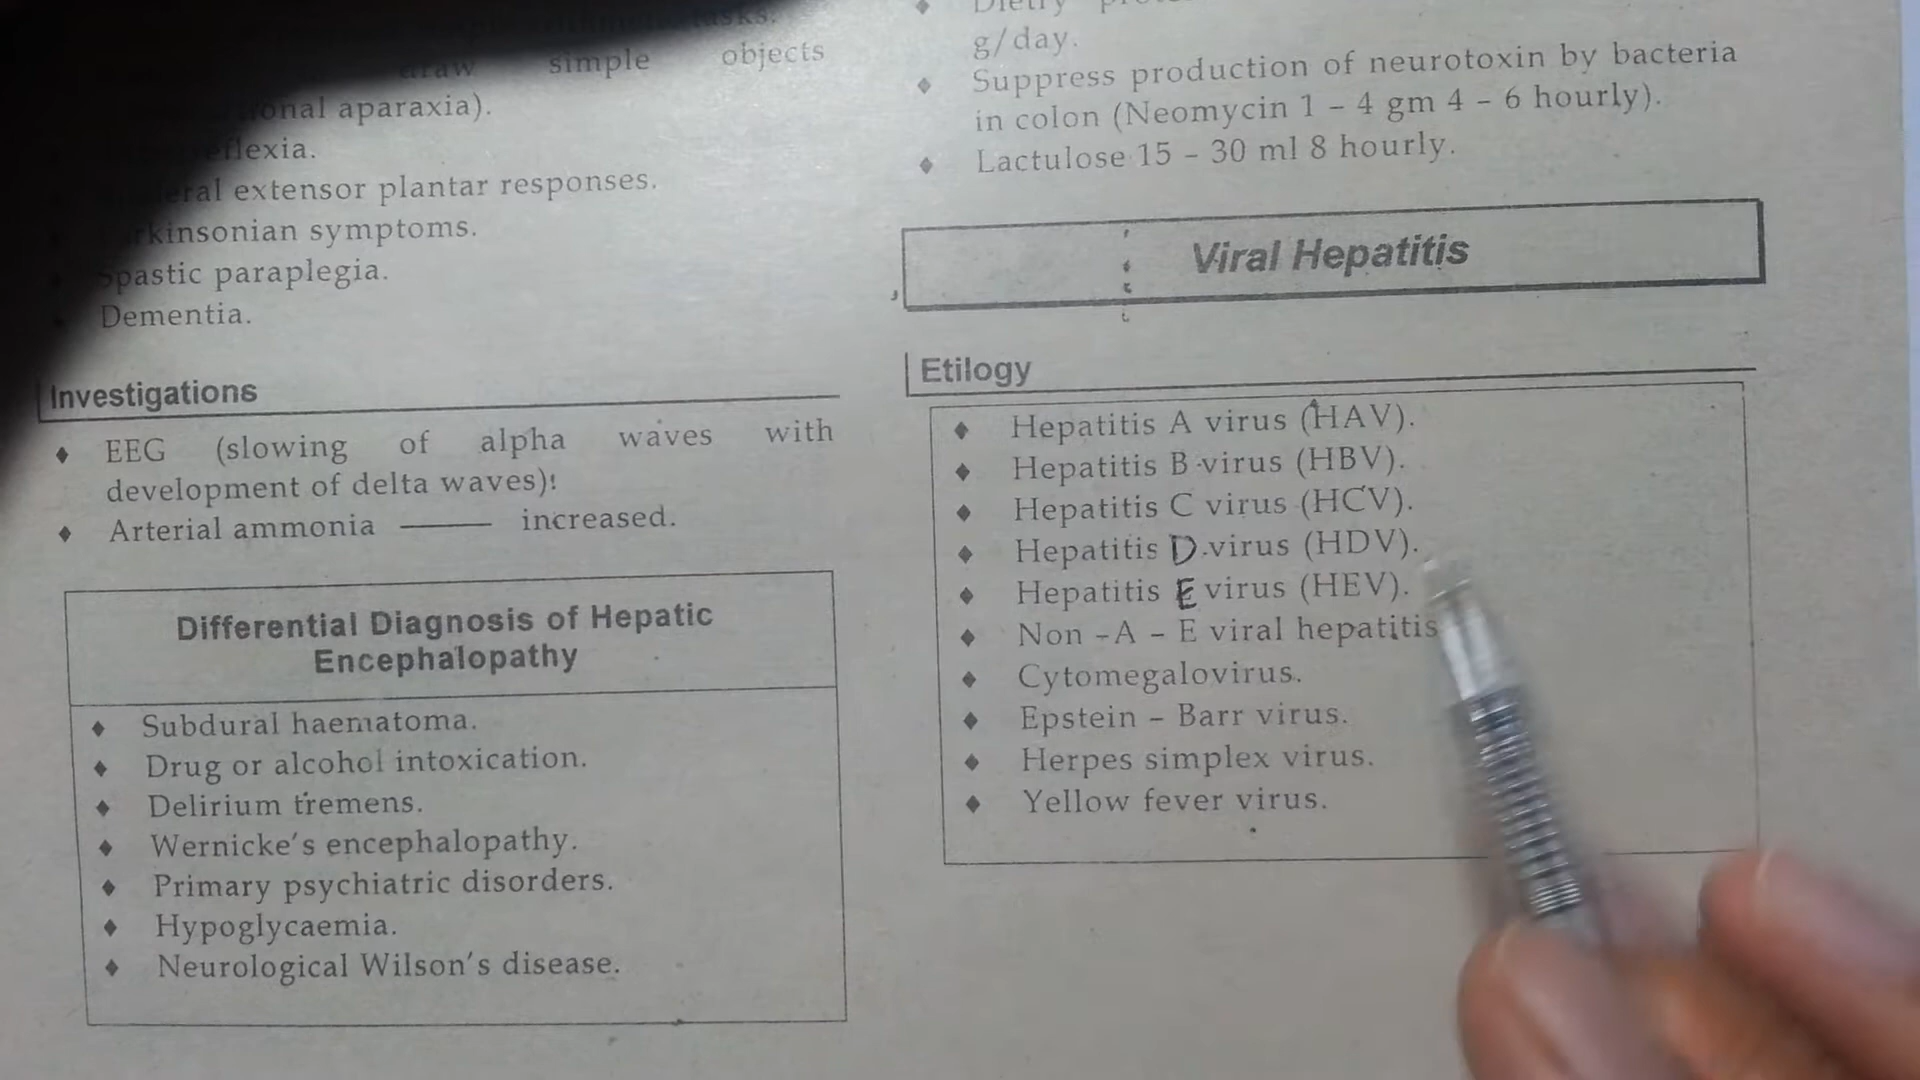 tasks.
draw simple objects
aparaxia).
extensor plantar responses.
symptoms.
Spastic paraplegia.
Dementia.
Investigations
♦ EEG (slowing of alpha waves with
development of delta waves)!
♦ Arterial ammonia —— increased.
Differential Diagnosis of Hepatic
Encephalopathy
♦ Subdural haematoma.
♦ Drug or alcohol intoxication.
♦ Delirium tremens.
♦ Wernicke's encephalopathy.
♦ Primary psychiatric disorders.
♦ Hypoglycaemia.
♦ Neurological Wilson's disease.
♦ Dietry
g/day.
♦ Suppress production of neurotoxin by bacteria
in colon (Neomycin 1 – 4 gm 4 – 6 hourly).
♦ Lactulose 15 – 30 ml 8 hourly.
Viral Hepatitis
Etilogy
♦ Hepatitis A virus (HAV).
♦ Hepatitis B virus (HBV).
♦ Hepatitis C virus (HCV).
♦ Hepatitis D virus (HDV).
♦ Hepatitis E virus (HEV).
♦ Non – A – E viral hepatitis
♦ Cytomegalovirus.
♦ Epstein – Barr virus.
♦ Herpes simplex virus.
♦ Yellow fever virus.